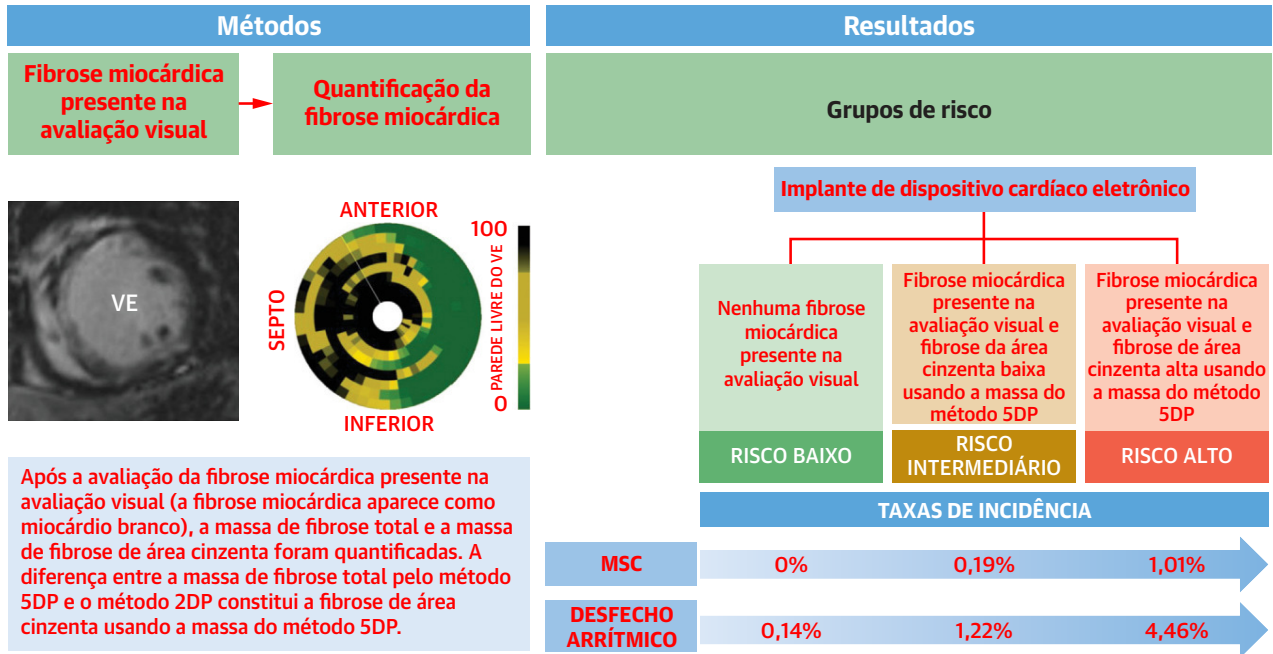 Métodos
Fibrose miocárdica
presente na
avaliação visual
Quantificação da
fibrose miocárdica
VE
ANTERIOR
SEPTO
INFERIOR
PAREDE LIVRE DO VE
100
0
Após a avaliação da fibrose miocárdica presente na
avaliação visual (a fibrose miocárdica aparece como
miocárdio branco), a massa de fibrose total e a massa
de fibrose de área cinzenta foram quantificadas. A
diferença entre a massa de fibrose total pelo método
5DP e o método 2DP constitui a fibrose de área
cinzenta usando a massa do método 5DP.
Resultados
Grupos de risco
Implante de dispositivo cardíaco eletrônico
Nenhuma fibrose
miocárdica
presente na
avaliação visual
RISCO BAIXO
Fibrose miocárdica
presente na
avaliação visual e
fibrose da área
cinzenta baixa
usando a massa do
método 5DP
RISCO
INTERMEDIÁRIO
Fibrose miocárdica
presente na
avaliação visual e
fibrose de área
cinzenta alta usando
a massa do método
5DP
RISCO ALTO
TAXAS DE INCIDÊNCIA
MSC 0% 0,19% 1,01%
DESFECHO
ARRÍTMICO 0,14% 1,22% 4,46%